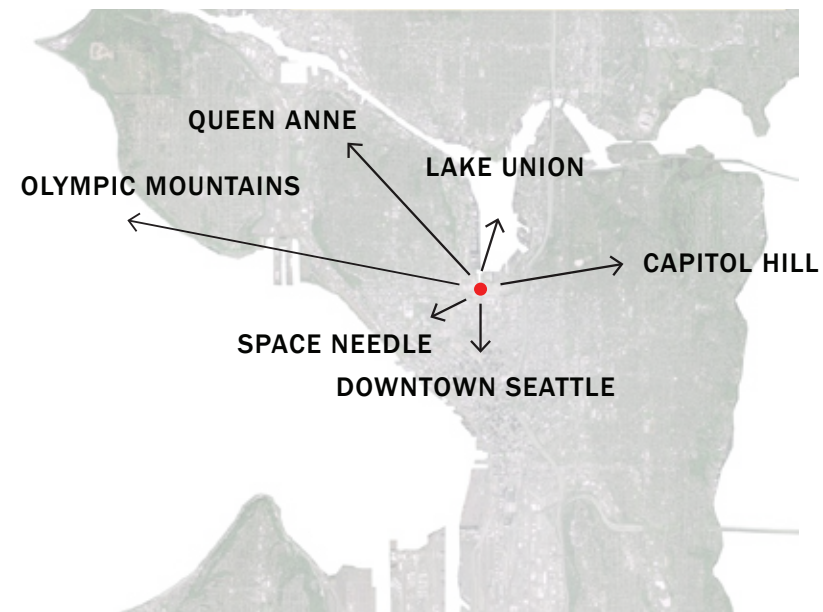 QUEEN ANNE
LAKE UNION
OLYMPIC MOUNTAINS
CAPITOL HILL
SPACE NEEDLE
DOWNTOWN SEATTLE